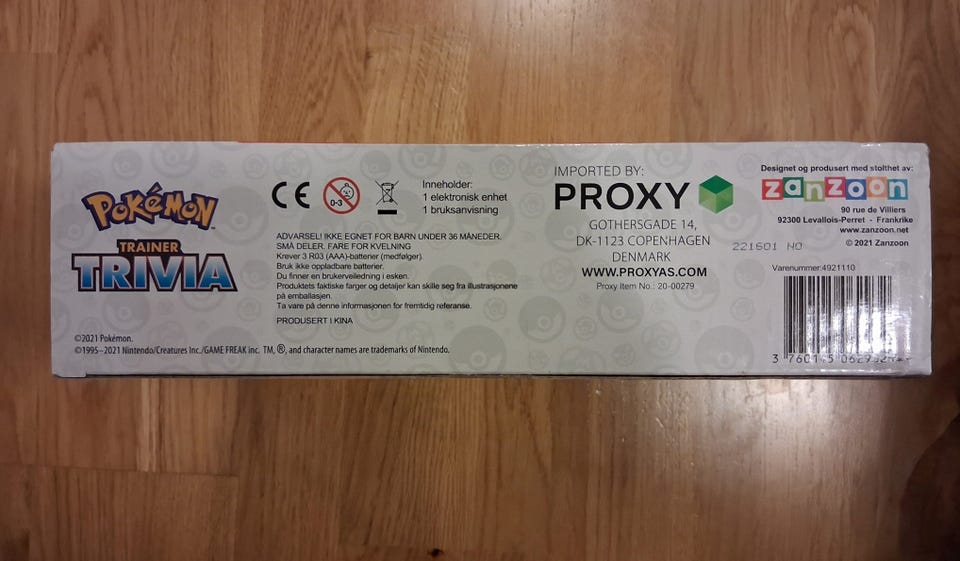 POKéMON
TRAINER
TRIVIA
©2021 Pokémon.
©1995–2021 Nintendo/Creatures Inc./GAME FREAK inc. TM, ®, and character names are trademarks of Nintendo.
CE
0-3
Inneholder:
1 elektronisk enhet
1 bruksanvisning
ADVARSEL! IKKE EGNET FOR BARN UNDER 36 MÅNEDER.
SMÅ DELER. FARE FOR KVELNING
Krever 3 R03 (AAA)-batterier (medfølger).
Bruk ikke oppladbare batterier.
Du finner en brukerveiledning i esken.
Produktets faktiske farger og detaljer kan skille seg fra illustrasjonene
på emballasjen.
Ta vare på denne informasjonen for fremtidig referanse.
PRODUSERT I KINA
IMPORTED BY:
PROXY
GOTHERSGADE 14,
DK-1123 COPENHAGEN
DENMARK
WWW.PROXYAS.COM
Proxy Item No.: 20-00279
221601 NO
Designet og produsert med stolthet av:
zanzoon
90 rue de Villiers
92300 Levallois-Perret - Frankrike
www.zanzoon.net
© 2021 Zanzoon
Varenummer:4921110